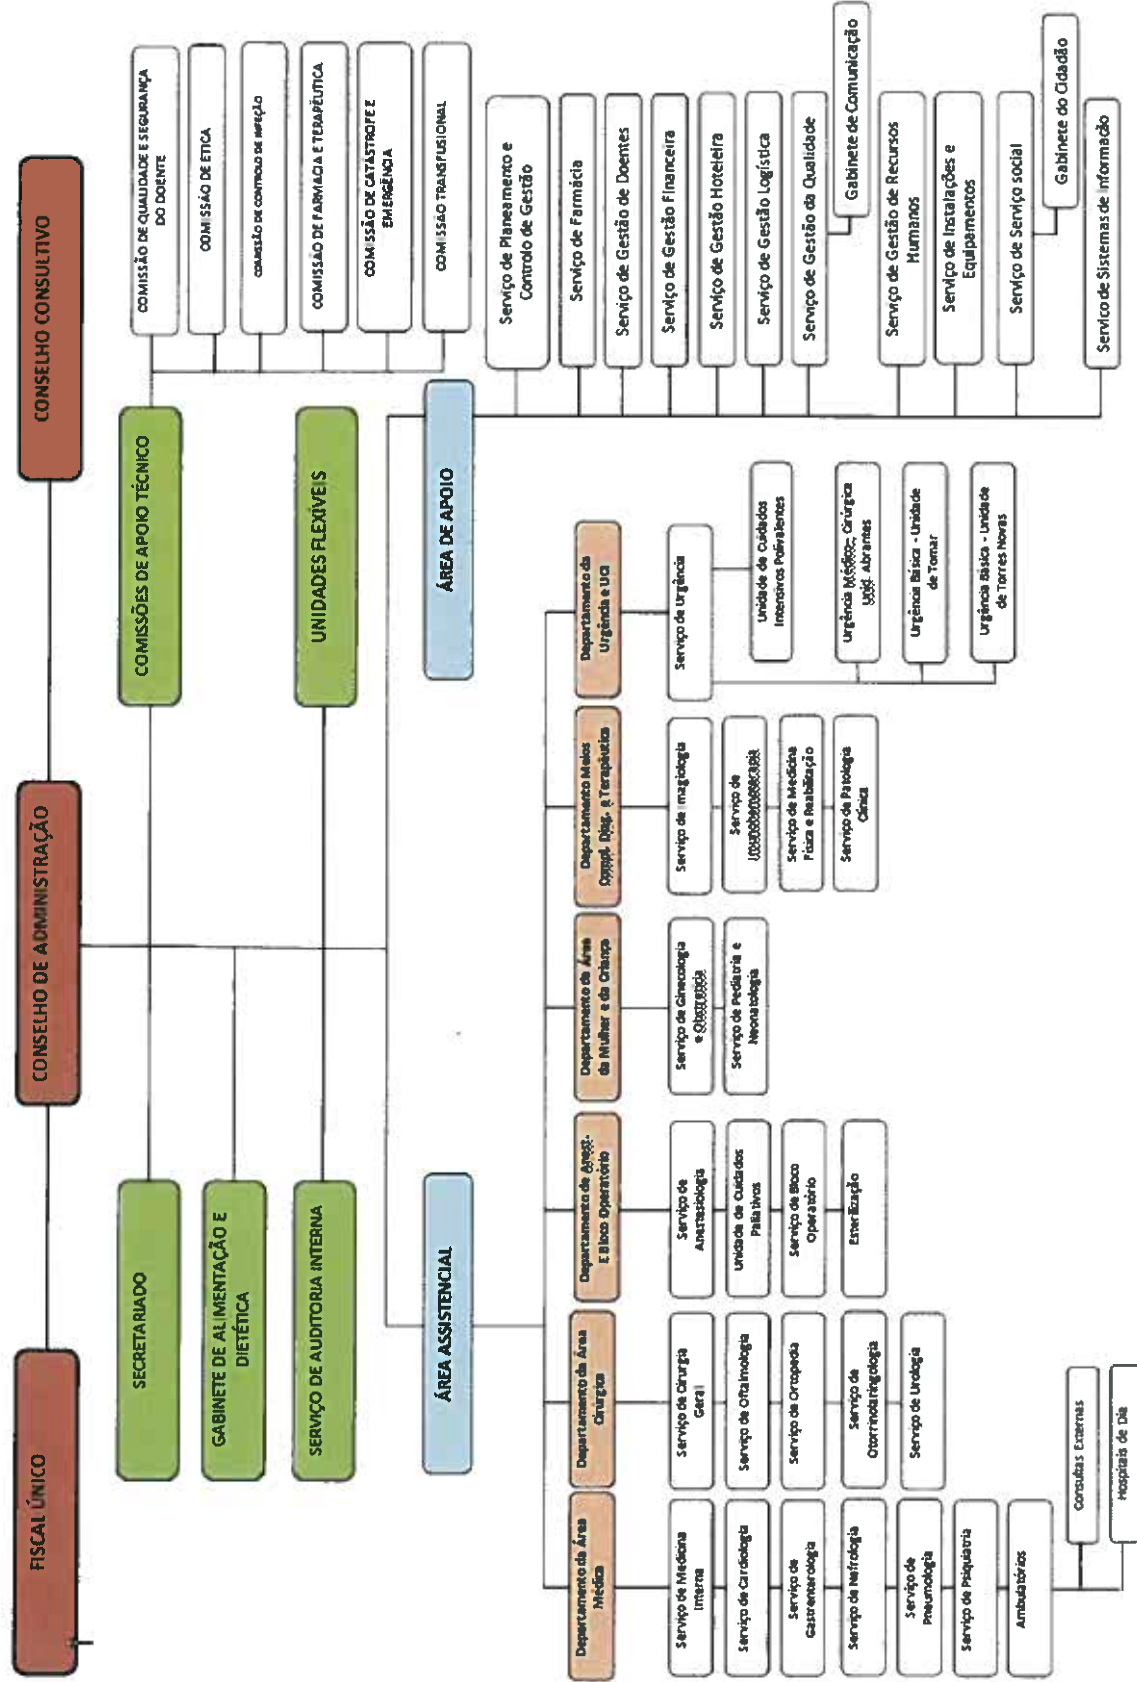 FISCAL ÚNICO
CONSELHO DE ADMINISTRAÇÃO
CONSELHO CONSULTIVO
SECRETARIADO
COMISSÕES DE APOIO TÉCNICO
GABINETE DE ALIMENTAÇÃO E
DIETÉTICA
SERVIÇO DE AUDITORIA INTERNA
UNIDADES FLEXÍVEIS
COMISSÃO DE QUALIDADE E SEGURANÇA
DO DOENTE
COMISSÃO DE ÉTICA
COMISSÃO DE CONTROLO DE INFEÇÃO
COMISSÃO DE FARMÁCIA E TERAPÊUTICA
COMISSÃO DE CATÁSTROFE E
EMERGÊNCIA
COMISSÃO TRANSFUSIONAL
ÁREA ASSISTENCIAL
ÁREA DE APOIO
Serviço de Planeamento e
Controlo de Gestão
Serviço de Farmácia
Serviço de Gestão de Doentes
Serviço de Gestão Financeira
Serviço de Gestão Hoteleira
Serviço de Gestão Logística
Serviço de Gestão da Qualidade
Gabinete de Comunicação
Serviço de Gestão de Recursos
Humanos
Serviço de Instalações e
Equipamentos
Serviço de Serviço social
Gabinete do Cidadão
Serviço de Sistemas de Informação
Departamento da Área
Médica
Serviço de Medicina
Interna
Serviço de Cardiologia
Serviço de
Gastrenterologia
Serviço de Nefrologia
Serviço de
Pneumologia
Serviço de Psiquiatria
Ambulatórios
Consultas Externas
Hospitais de Dia
Departamento da Área
Cirúrgica
Serviço de Cirurgia
Geral
Serviço de Oftalmologia
Serviço de Ortopedia
Serviço de
Otorrinolaringologia
Serviço de Urologia
Departamento de Anest.
E Bloco Operatório
Serviço de
Anestesiologia
Unidade de Cuidados
Paliativos
Serviço de Bloco
Operatório
Esterilização
Departamento da Área
da Mulher e da Criança
Serviço de Ginecologia
e Obstetrícia
Serviço de Pediatria e
Neonatologia
Departamento Meios
Compl. Diag. e Terapêutica
Serviço de Imagiologia
Serviço de
Serviço de Medicina
Física e Reabilitação
Serviço de Patologia
Clínica
Departamento da
Urgência e UCI
Serviço de Urgência
Unidade de Cuidados
Intensivos Polivalentes
Urgência Médico - Cirúrgica
Unid. Abrantes
Urgência Básica - Unidade
de Tomar
Urgência Básica - Unidade
de Torres Novas